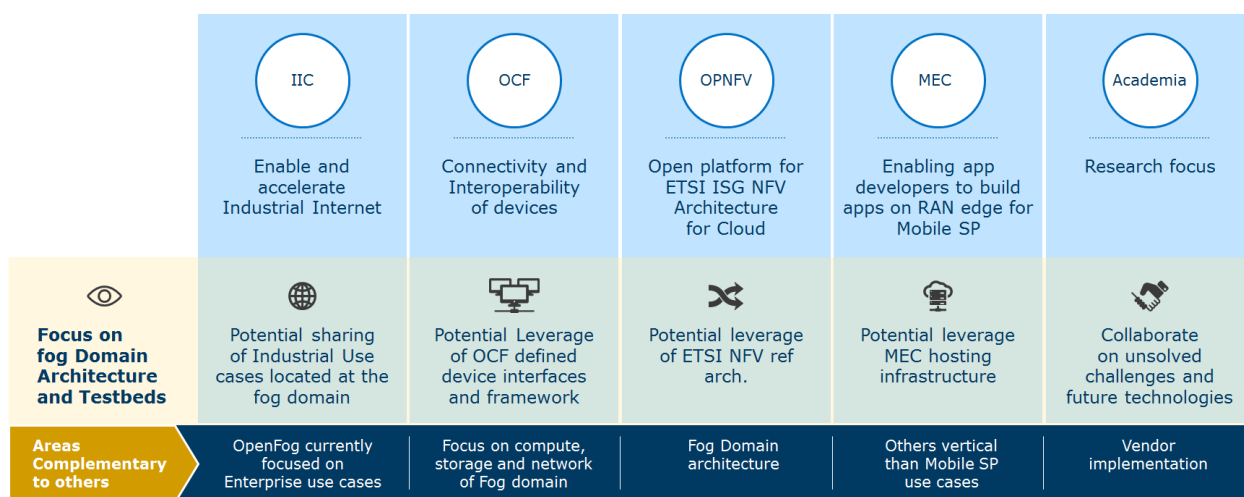 IIC
OCF
OPNFV
MEC
Academia
Enable and
accelerate
Industrial Internet
Connectivity and
Interoperability
of devices
Open platform for
ETSI ISG NFV
Architecture
for Cloud
Enabling app
developers to build
apps on RAN edge for
Mobile SP
Research focus
Focus on
fog Domain
Architecture
and Testbeds
Potential sharing
of Industrial Use
cases located at the
fog domain
Potential Leverage
of OCF defined
device interfaces
and framework
Potential leverage
of ETSI NFV ref
arch.
Potential leverage
MEC hosting
infrastructure
Collaborate
on unsolved
challenges and
future technologies
Areas
Complementary
to others
OpenFog currently
focused on
Enterprise use cases
Focus on compute,
storage and network
of Fog domain
Fog Domain
architecture
Others vertical
than Mobile SP
use cases
Vendor
implementation